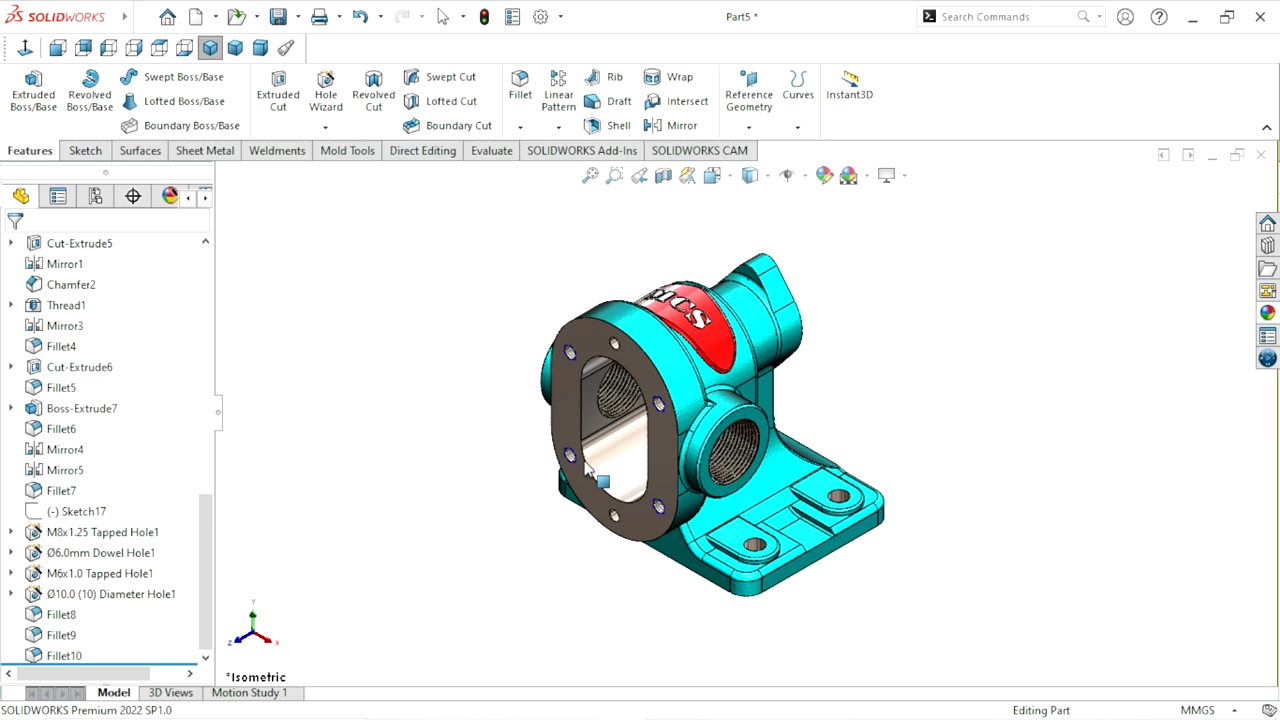 SOLIDWORKS
Part5 *
Search Commands
Extruded Boss/Base
Revolved Boss/Base
Swept Boss/Base
Lofted Boss/Base
Boundary Boss/Base
Extruded Cut
Hole Wizard
Revolved Cut
Swept Cut
Lofted Cut
Boundary Cut
Fillet
Linear Pattern
Rib
Draft
Shell
Wrap
Intersect
Mirror
Reference Geometry
Curves
Instant3D
Features
Sketch
Surfaces
Sheet Metal
Weldments
Mold Tools
Direct Editing
Evaluate
SOLIDWORKS Add-Ins
SOLIDWORKS CAM
Cut-Extrude5
Mirror1
Chamfer2
Thread1
Mirror3
Fillet4
Cut-Extrude6
Fillet5
Boss-Extrude7
Fillet6
Mirror4
Mirror5
Fillet7
(-) Sketch17
M8x1.25 Tapped Hole1
Ø6.0mm Dowel Hole1
M6x1.0 Tapped Hole1
Ø10.0 (10) Diameter Hole1
Fillet8
Fillet9
Fillet10
Y
Z
X
*Isometric
Model
3D Views
Motion Study 1
SOLIDWORKS Premium 2022 SP1.0
Editing Part
MMGS